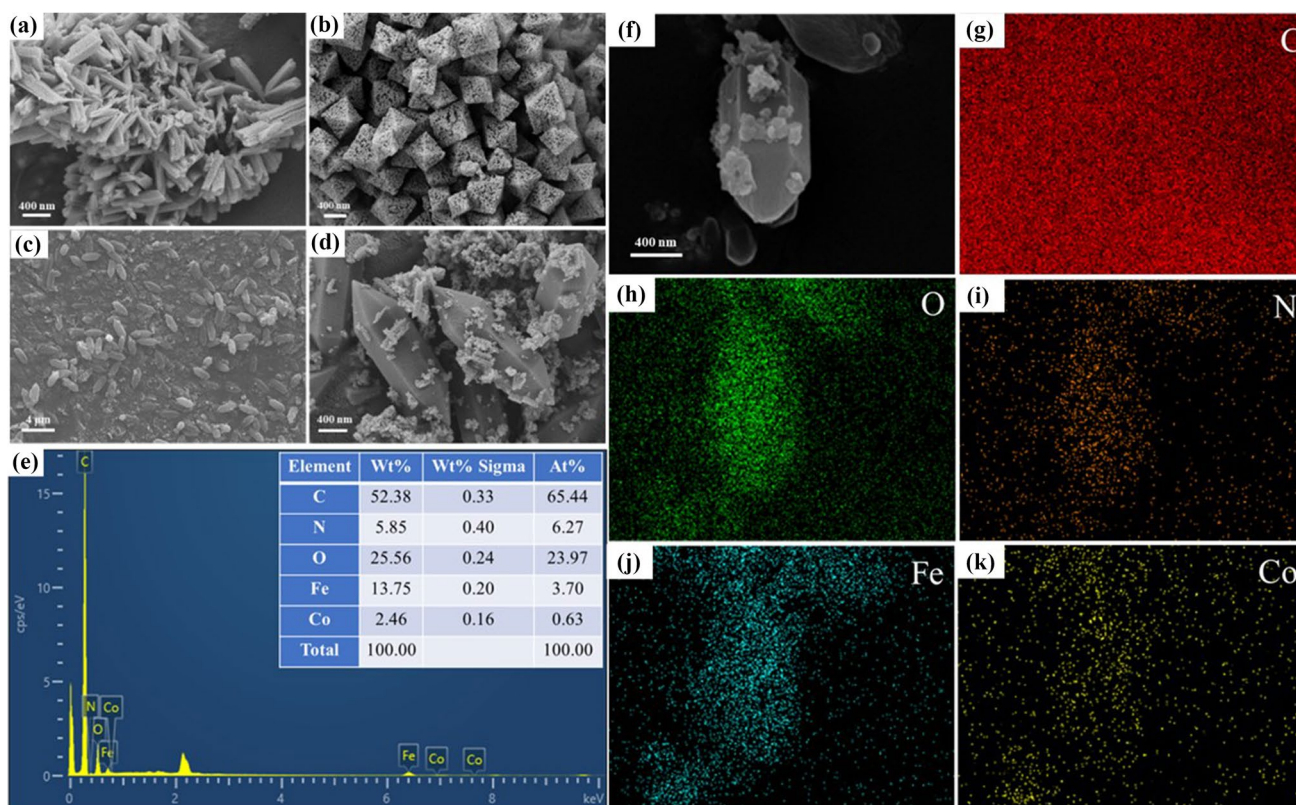 (a)
400 nm
(b)
400 nm
(c)
4 μm
(d)
400 nm
(e)
Element Wt% Wt% Sigma At%
C 52.38 0.33 65.44
N 5.85 0.40 6.27
O 25.56 0.24 23.97
Fe 13.75 0.20 3.70
Co 2.46 0.16 0.63
Total 100.00 100.00
cps/eV
15
10
5
0
C
N
Co
O
Fe
Fe
Co
Co
0 2 4 6 8 keV
(f)
400 nm
(g)
(h)
O
(i)
N
(j)
Fe
(k)
Co